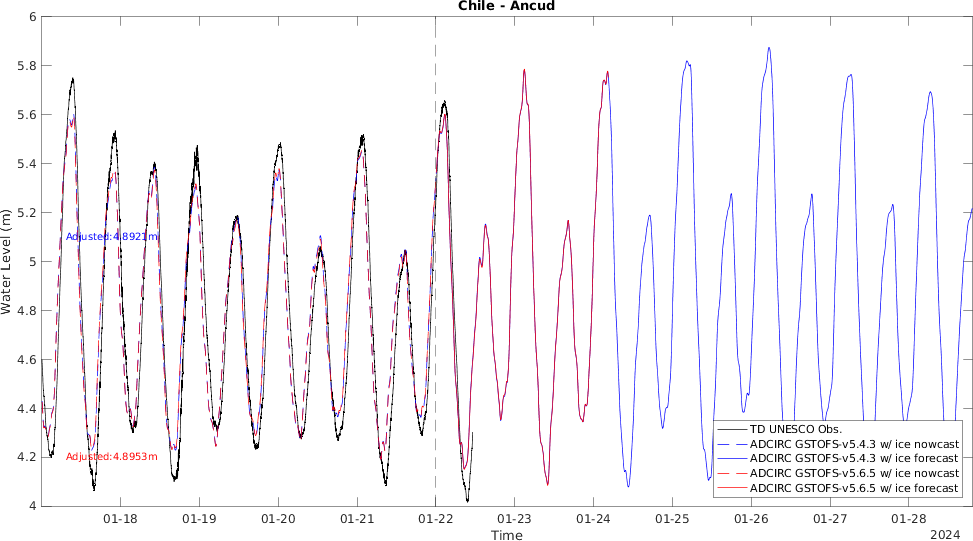 Chile - Ancud
6
5.8
5.6
5.4
5.2
5
4.8
4.6
4.4
4.2
4
Water Level (m)
Adjusted:4.8921m
Adjusted:4.8953m
TD UNESCO Obs.
ADCIRC GSTOFS-v5.4.3 w/ ice nowcast
ADCIRC GSTOFS-v5.4.3 w/ ice forecast
ADCIRC GSTOFS-v5.6.5 w/ ice nowcast
ADCIRC GSTOFS-v5.6.5 w/ ice forecast
01-18 01-19 01-20 01-21 01-22 01-23 01-24 01-25 01-26 01-27 01-28
Time
2024